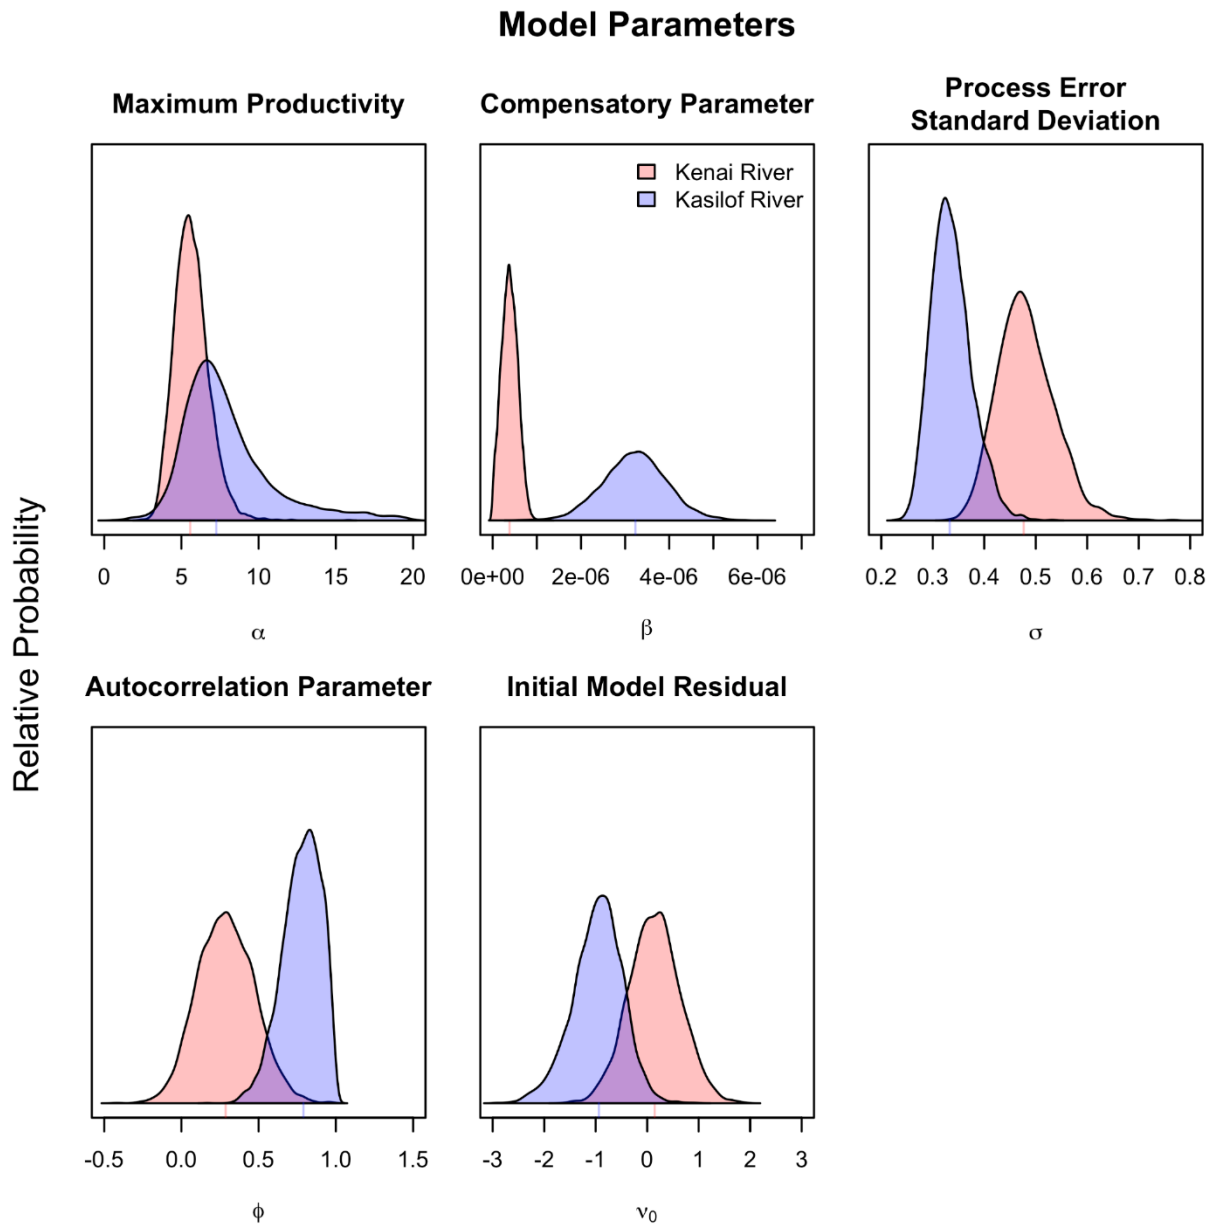 Model Parameters
Maximum Productivity
Compensatory Parameter
Process Error
Standard Deviation
Kenai River
Kasilof River
0 5 10 15 20
0e+00 2e-06 4e-06 6e-06
0.2 0.3 0.4 0.5 0.6 0.7 0.8
α
β
σ
Relative Probability
Autocorrelation Parameter
Initial Model Residual
-0.5 0.0 0.5 1.0 1.5
-3 -2 -1 0 1 2 3
ϕ
ν₀